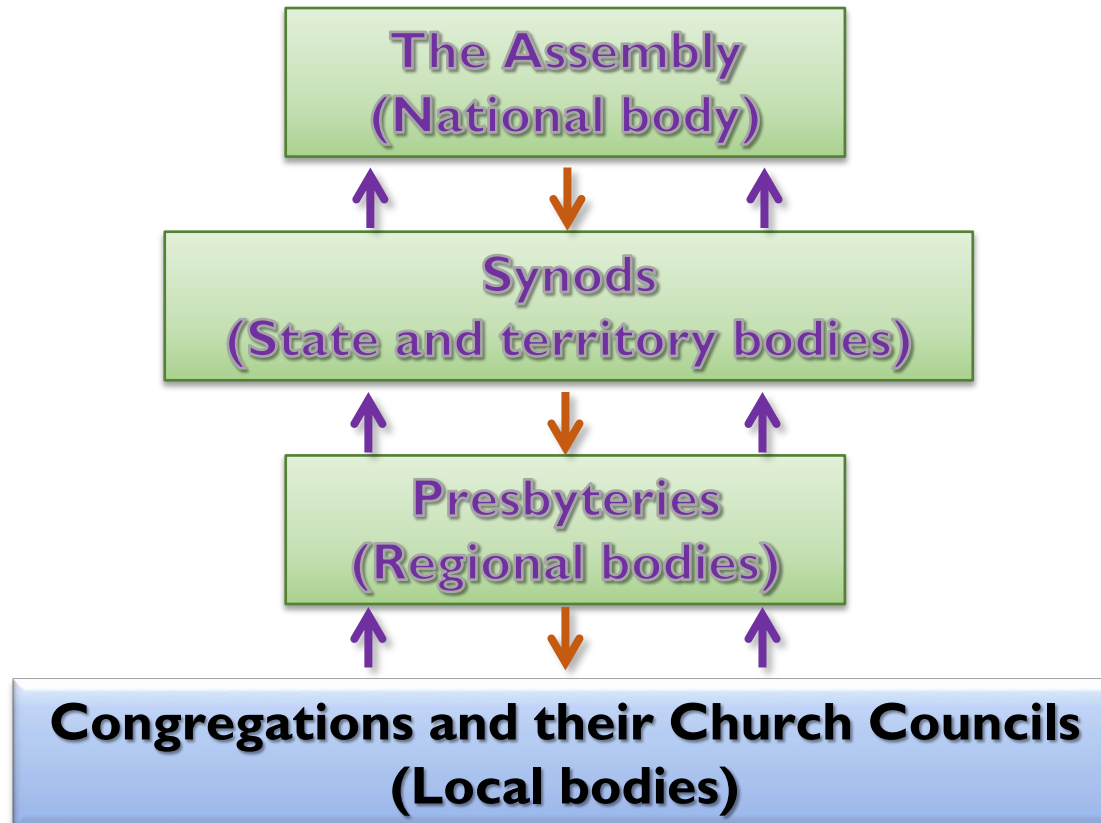 The Assembly
(National body)
Synods
(State and territory bodies)
Presbyteries
(Regional bodies)
Congregations and their Church Councils
(Local bodies)